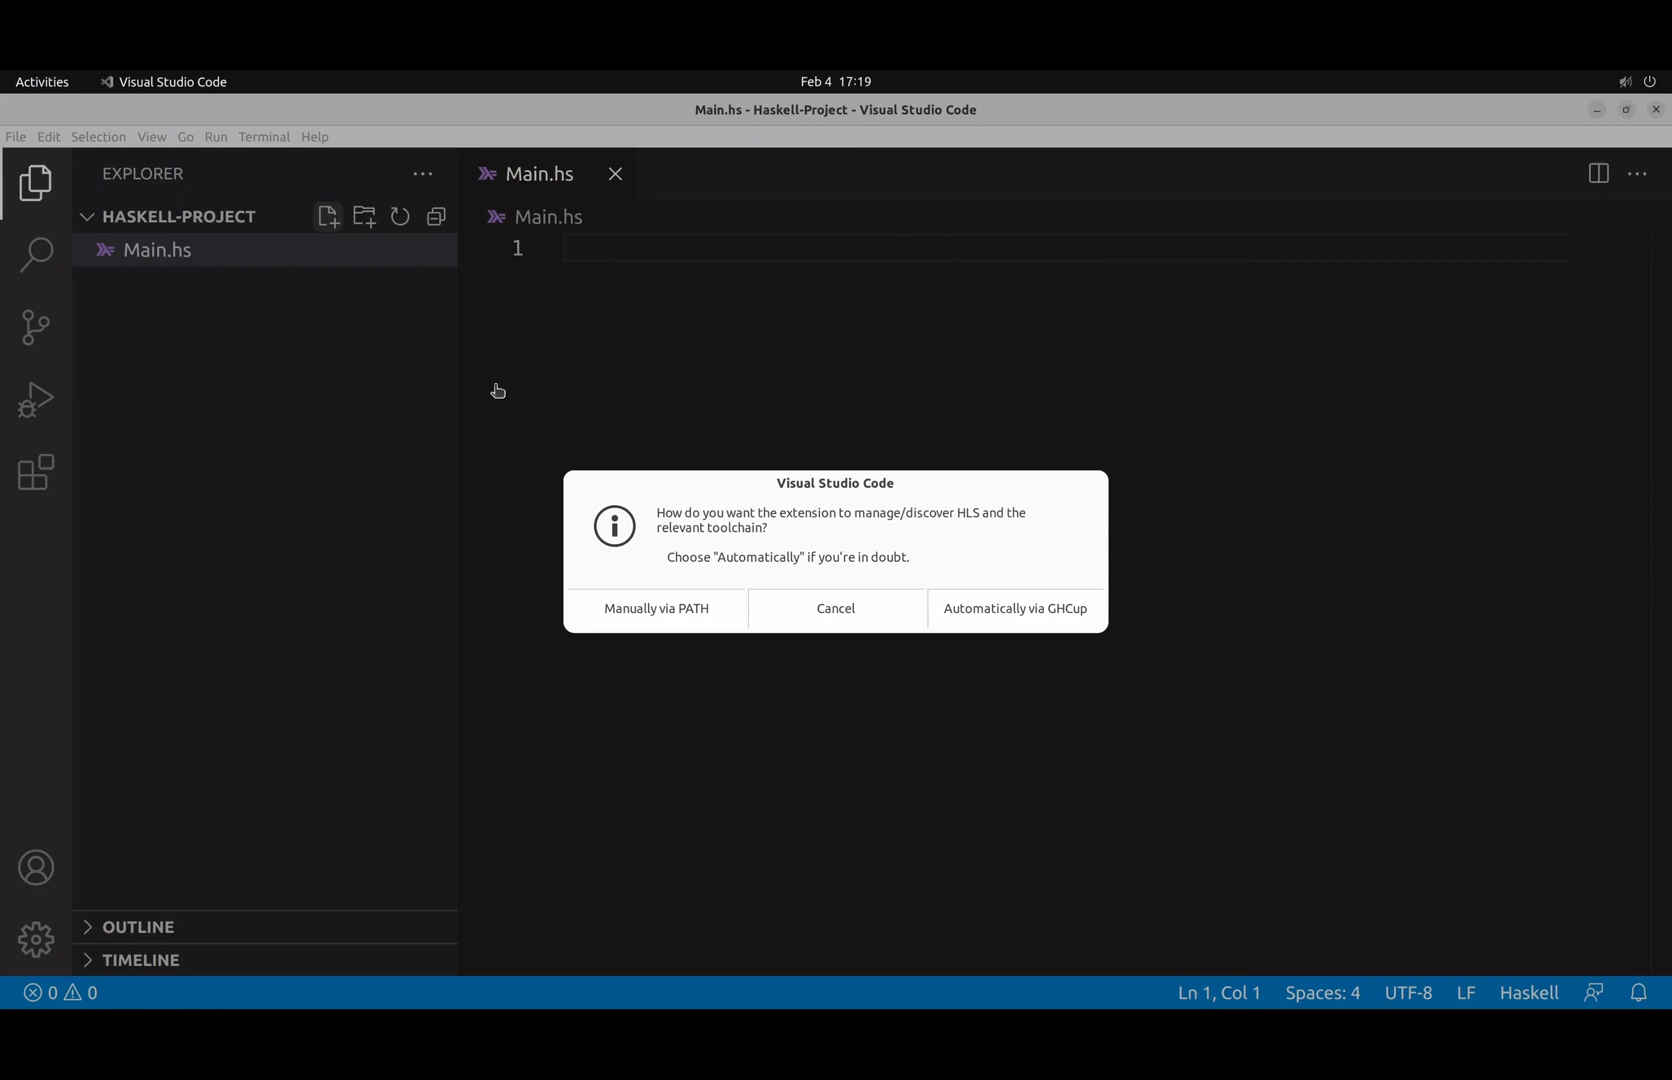 Activities
Visual Studio Code
Feb 4 17:19
Main.hs - Haskell-Project - Visual Studio Code
File Edit Selection View Go Run Terminal Help
EXPLORER
Main.hs
HASKELL-PROJECT
Main.hs
Main.hs
1
Visual Studio Code
How do you want the extension to manage/discover HLS and the
relevant toolchain?
Choose "Automatically" if you're in doubt.
Manually via PATH
Cancel
Automatically via GHCup
OUTLINE
TIMELINE
0 0
Ln 1, Col 1
Spaces: 4
UTF-8
LF
Haskell